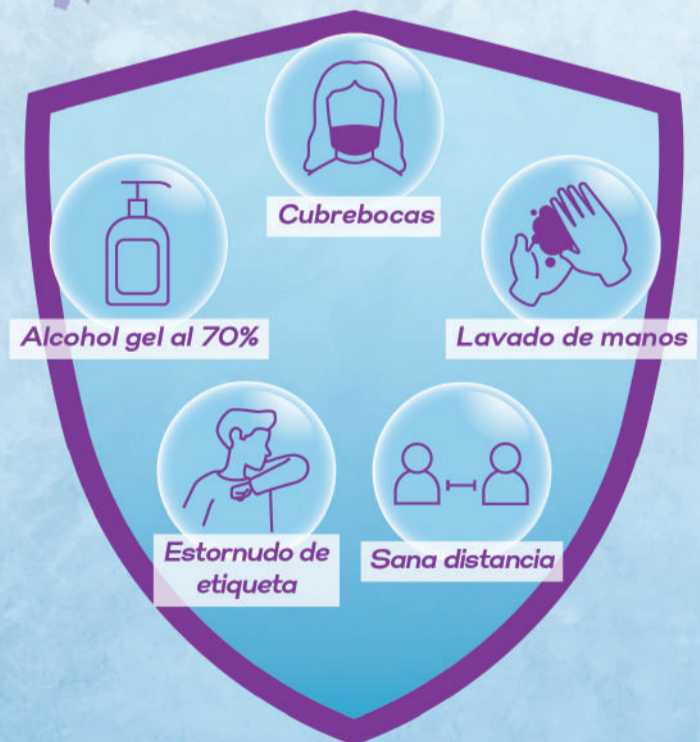 Cubrebocas
Alcohol gel al 70%
Lavado de manos
Estornudo de
etiqueta
Sana distancia